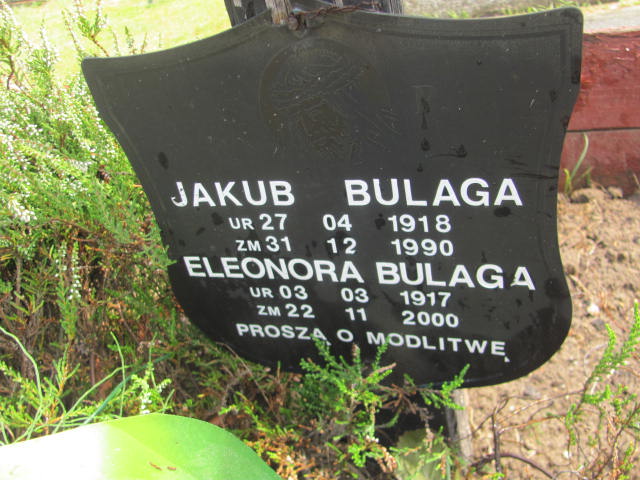 JAKUB BULAGA
UR 27 04 1918
ZM 31 12 1990
ELEONORA BULAGA
UR 03 03 1917
ZM 22 11 2000
PROSZĄ O MODLITWĘ